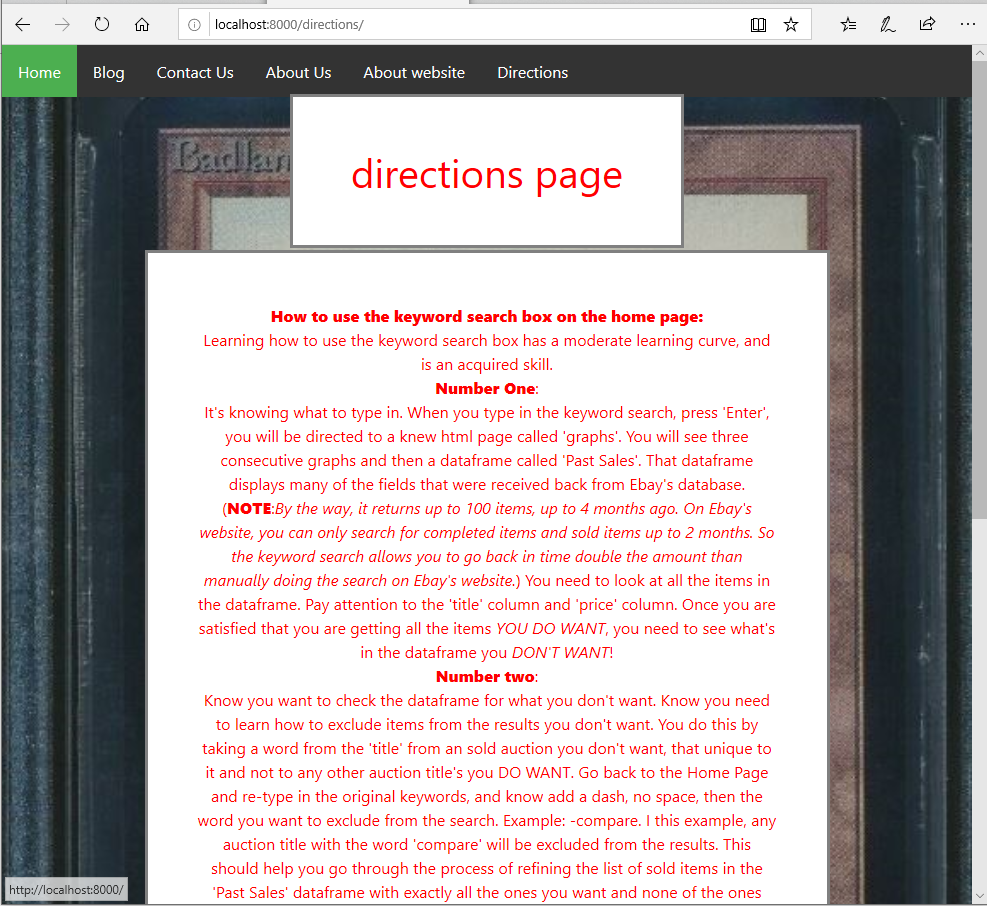 localhost:8000/directions/
Home Blog Contact Us About Us About website Directions
directions page
How to use the keyword search box on the home page:
Learning how to use the keyword search box has a moderate learning curve, and
is an acquired skill.
Number One:
It's knowing what to type in. When you type in the keyword search, press 'Enter',
you will be directed to a knew html page called 'graphs'. You will see three
consecutive graphs and then a dataframe called 'Past Sales'. That dataframe
displays many of the fields that were received back from Ebay's database.
(NOTE:By the way, it returns up to 100 items, up to 4 months ago. On Ebay's
website, you can only search for completed items and sold items up to 2 months. So
the keyword search allows you to go back in time double the amount than
manually doing the search on Ebay's website.) You need to look at all the items in
the dataframe. Pay attention to the 'title' column and 'price' column. Once you are
satisfied that you are getting all the items YOU DO WANT, you need to see what's
in the dataframe you DON'T WANT!
Number two:
Know you want to check the dataframe for what you don't want. Know you need
to learn how to exclude items from the results you don't want. You do this by
taking a word from the 'title' from an sold auction you don't want, that unique to
it and not to any other auction title's you DO WANT. Go back to the Home Page
and re-type in the original keywords, and know add a dash, no space, then the
word you want to exclude from the search. Example: -compare. I this example, any
auction title with the word 'compare' will be excluded from the results. This
should help you go through the process of refining the list of sold items in the
'Past Sales' dataframe with exactly all the ones you want and none of the ones
http://localhost:8000/